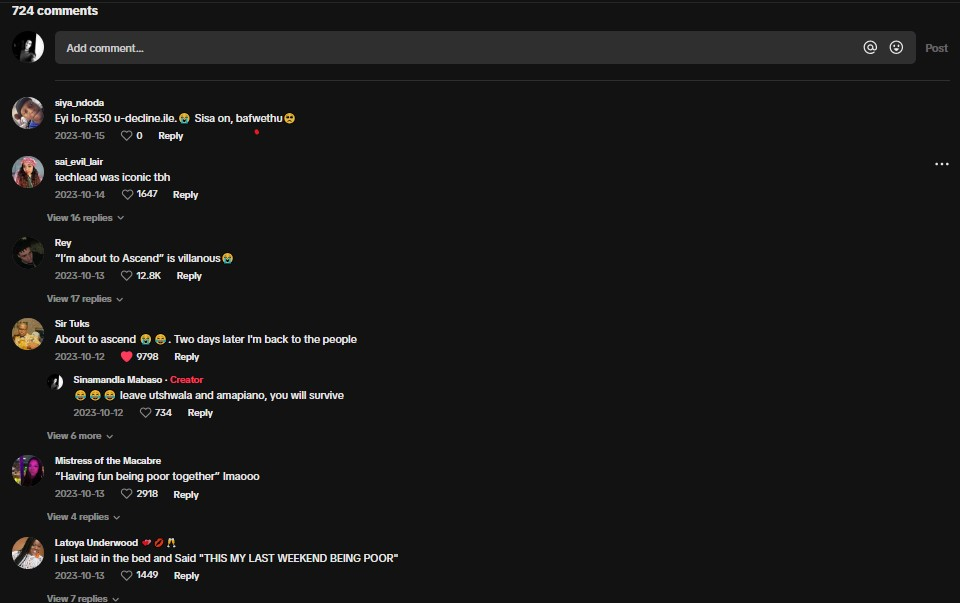 724 comments
Add comment...
Post
siya_ndoda
Eyi lo-R350 u-decline.ile.😭 Sisa on, bafwethu🥺
2023-10-15 0 Reply
sai_evil_lair
techlead was iconic tbh
2023-10-14 1647 Reply
View 16 replies
Rey
“I'm about to Ascend” is villanous😭
2023-10-13 12.8K Reply
View 17 replies
Sir Tuks
About to ascend 😭 😂. Two days later I'm back to the people
2023-10-12 9798 Reply
Sinamandla Mabaso · Creator
😂 😂 😂 leave utshwala and amapiano, you will survive
2023-10-12 734 Reply
View 6 more
Mistress of the Macabre
“Having fun being poor together” lmaooo
2023-10-13 2918 Reply
View 4 replies
Latoya Underwood 💋 🥂
I just laid in the bed and Said "THIS MY LAST WEEKEND BEING POOR"
2023-10-13 1449 Reply
View 7 replies